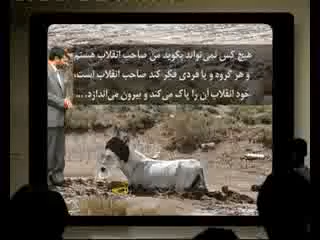 هیچ کس نمی‌تواند بگوید من صاحب انقلاب هستم
و هر گروه و یا فردی فکر کند صاحب انقلاب است،
خود انقلاب آن را پاک می‌کند و بیرون می‌اندازد....